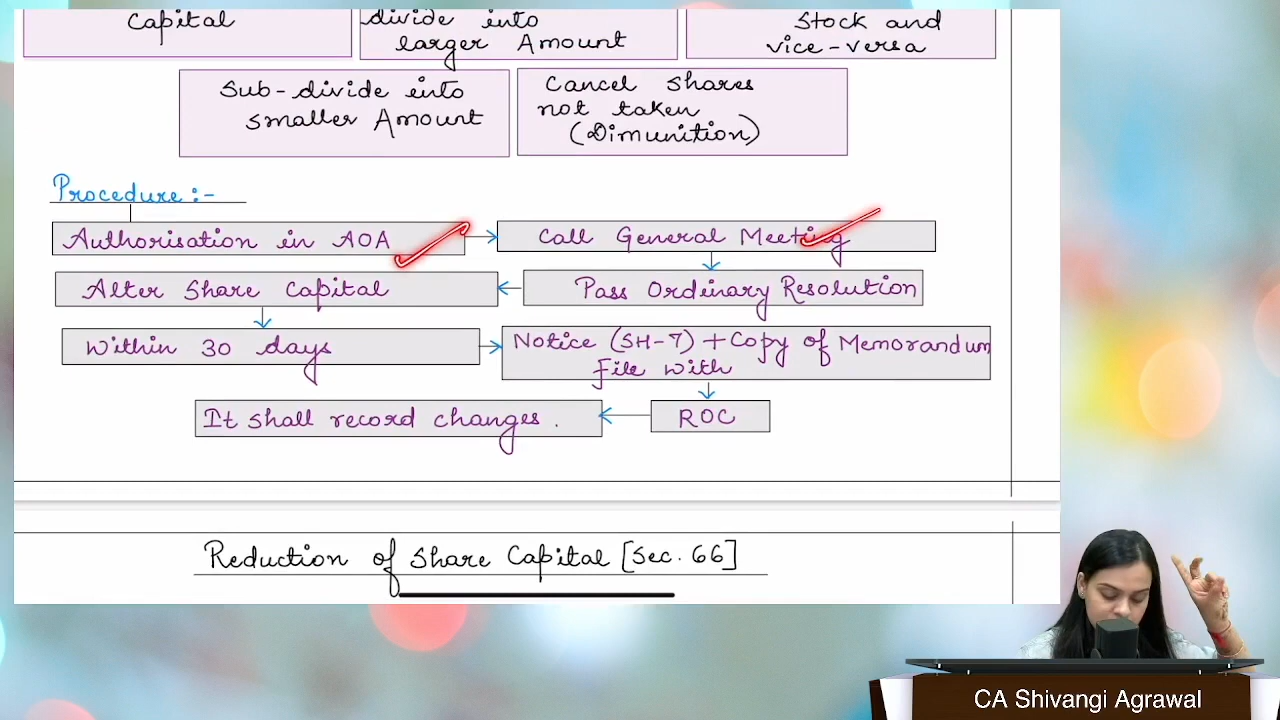 Capital
divide into
larger Amount
Stock and
vice-versa
Sub-divide into
smaller Amount
Cancel Shares
not taken
(Dimunition)
Procedure :-
Authorisation in AOA
Call General Meeting
Alter Share Capital
Pass Ordinary Resolution
Within 30 days
Notice (SH-7) + Copy of Memorandum
file with
It shall record changes.
ROC
Reduction of Share Capital [Sec. 66]
CA Shivangi Agrawal